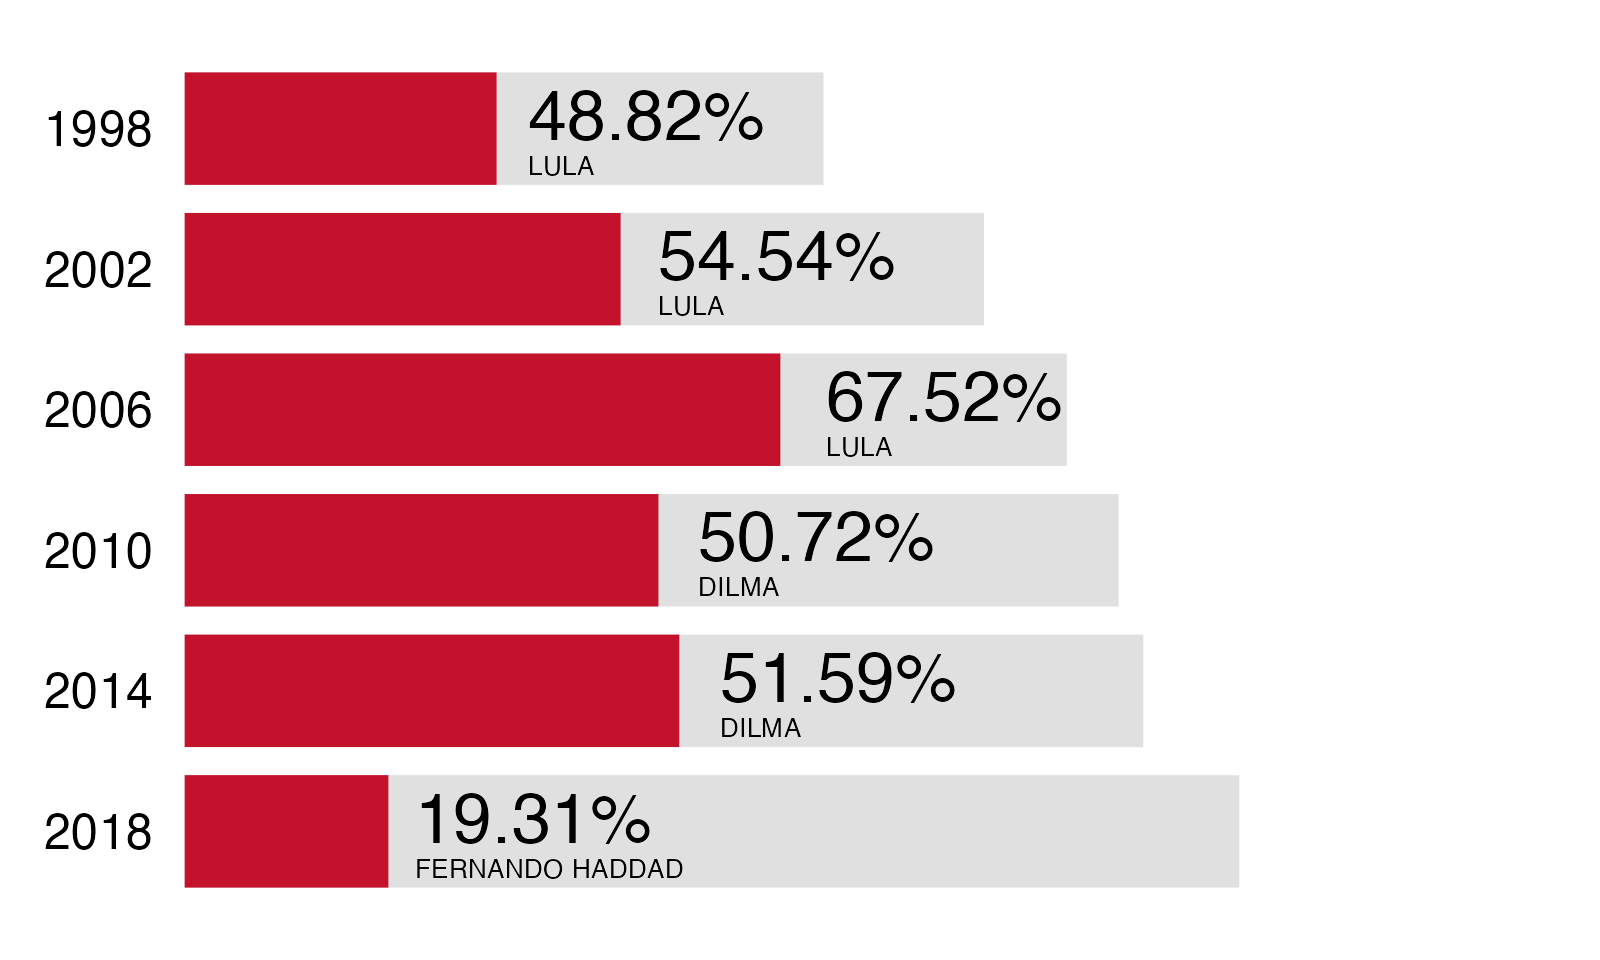 1998
48.82%
LULA
2002
54.54%
LULA
2006
67.52%
LULA
2010
50.72%
DILMA
2014
51.59%
DILMA
2018
19.31%
FERNANDO HADDAD